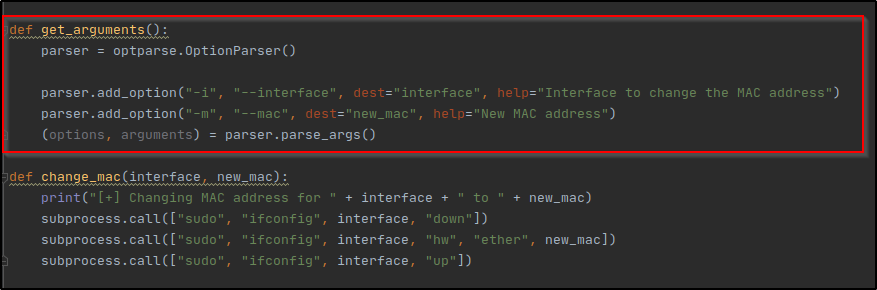 def get_arguments():
    parser = optparse.OptionParser()
    parser.add_option("-i", "--interface", dest="interface", help="Interface to change the MAC address")
    parser.add_option("-m", "--mac", dest="new_mac", help="New MAC address")
    (options, arguments) = parser.parse_args()
def change_mac(interface, new_mac):
    print("[+] Changing MAC address for " + interface + " to " + new_mac)
    subprocess.call(["sudo", "ifconfig", interface, "down"])
    subprocess.call(["sudo", "ifconfig", interface, "hw", "ether", new_mac])
    subprocess.call(["sudo", "ifconfig", interface, "up"])